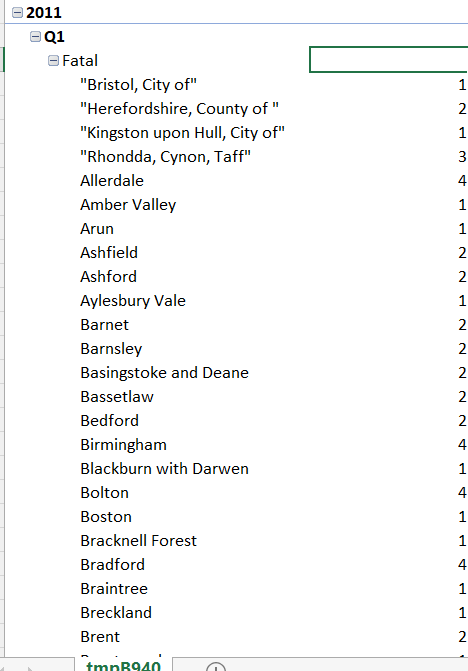 2011
Q1
Fatal
"Bristol, City of" 1
"Herefordshire, County of " 2
"Kingston upon Hull, City of" 1
"Rhondda, Cynon, Taff" 3
Allerdale 4
Amber Valley 1
Arun 1
Ashfield 2
Ashford 2
Aylesbury Vale 1
Barnet 2
Barnsley 2
Basingstoke and Deane 2
Bassetlaw 2
Bedford 2
Birmingham 4
Blackburn with Darwen 1
Bolton 4
Boston 1
Bracknell Forest 1
Bradford 4
Braintree 1
Breckland 1
Brent 2
tmpB940